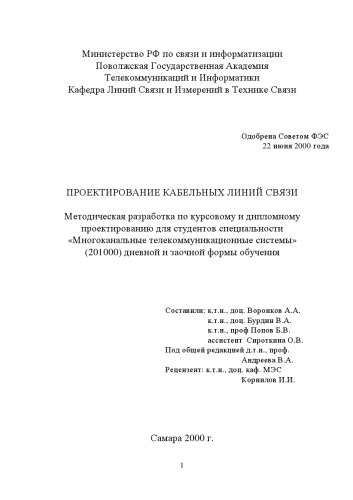 Министерство РФ по связи и информатизации
Поволжская Государственная Академия
Телекоммуникаций и Информатики
Кафедра Линий Связи и Измерений в Технике Связи
Одобрена Советом ФЭС
22 июня 2000 года
ПРОЕКТИРОВАНИЕ КАБЕЛЬНЫХ ЛИНИЙ СВЯЗИ
Методическая разработка по курсовому и дипломному
проектированию для студентов специальности
«Многоканальные телекоммуникационные системы»
(201000) дневной и заочной формы обучения
Составили: к.т.н., доц. Воронков А.А.
к.т.н., доц. Бурдин В.А.
к.т.н., проф Попов Б.В.
ассистент Сироткина О.В.
Под общей редакцией д.т.н., проф.
Андреева В.А.
Рецензент: к.т.н., доц. каф. МЭС
Корнилов И.И.
Самара 2000 г.
1